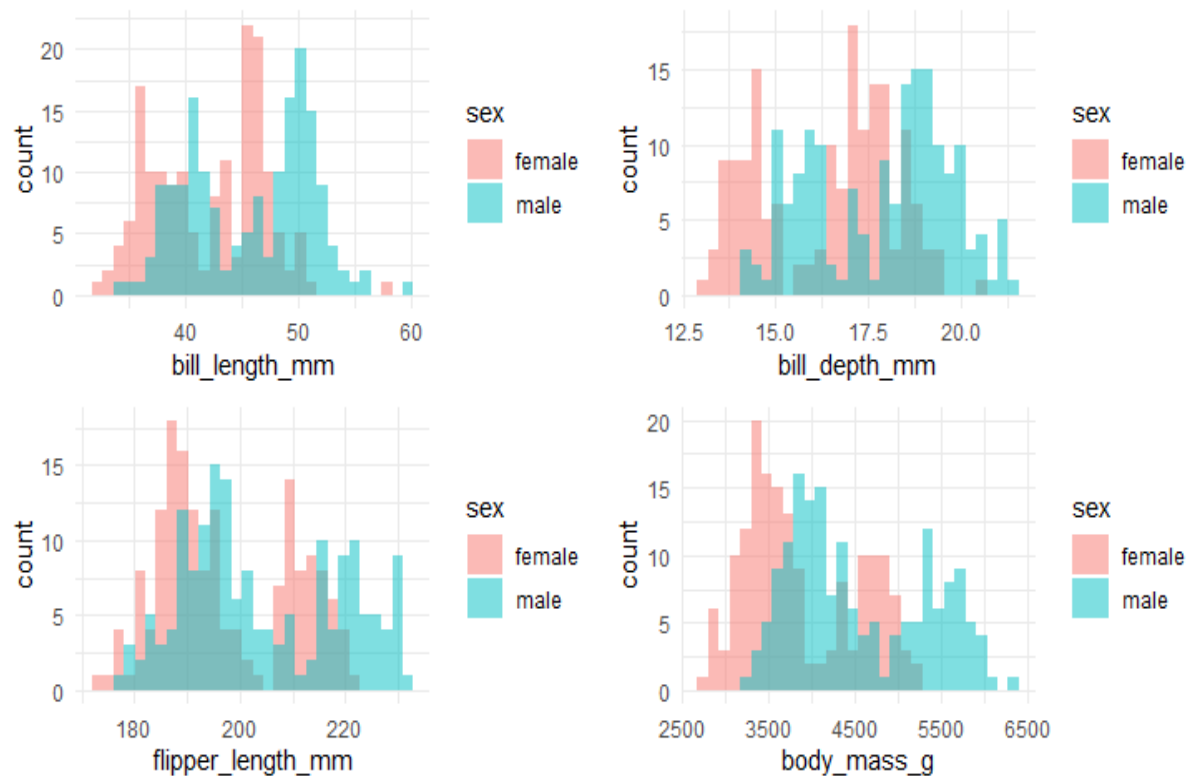 20
15
10
5
0
count
40
50
60
bill_length_mm
sex
female
male
15
10
5
0
count
12.5
15.0
17.5
20.0
bill_depth_mm
sex
female
male
15
10
5
0
count
180
200
220
flipper_length_mm
sex
female
male
20
15
10
5
0
count
2500
3500
4500
5500
6500
body_mass_g
sex
female
male